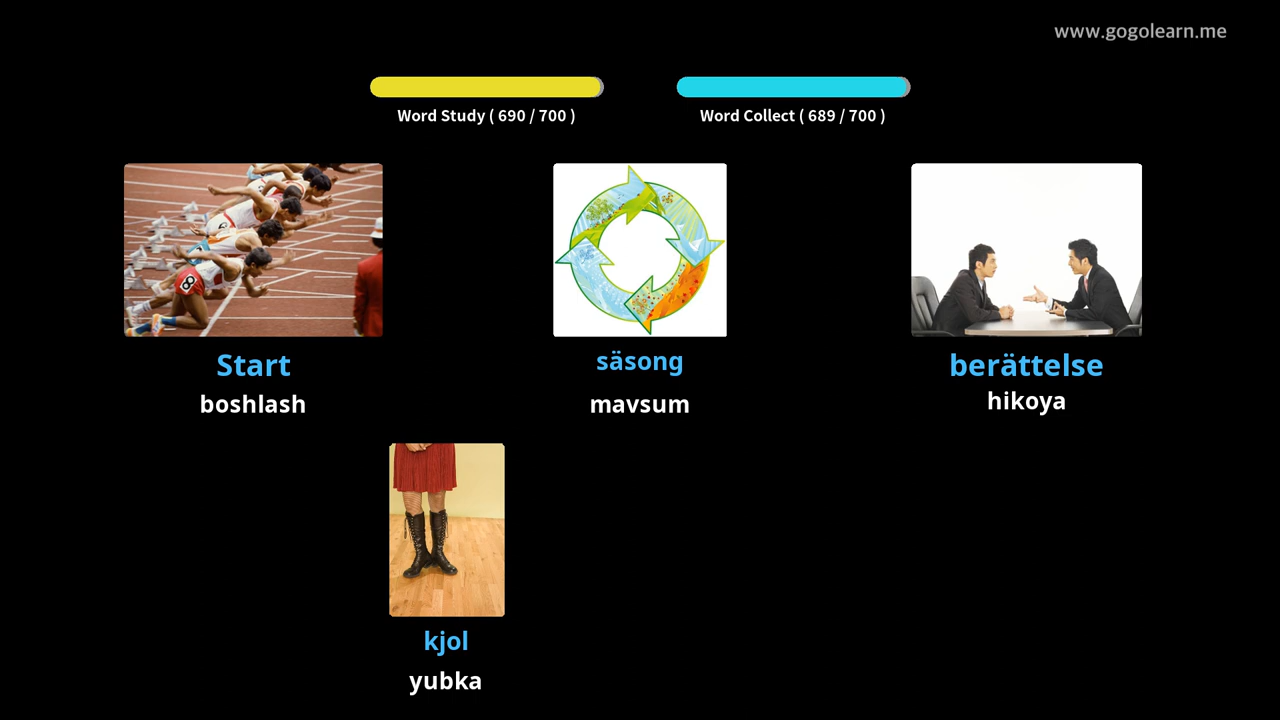 www.gogolearn.me
Word Study ( 690 / 700 )
Word Collect ( 689 / 700 )
Start
säsong
berättelse
boshlash
mavsum
hikoya
kjol
yubka